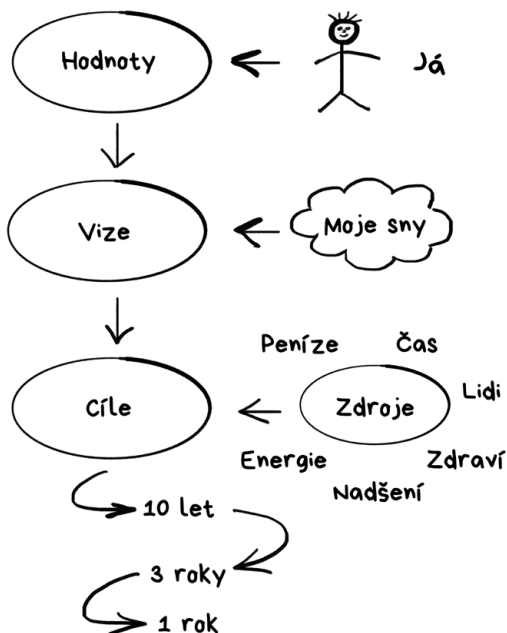 Hodnoty
Já
Vize
Moje sny
Peníze
Čas
Cíle
Zdroje
Lidi
Energie
Zdraví
Nadšení
10 let
3 roky
1 rok